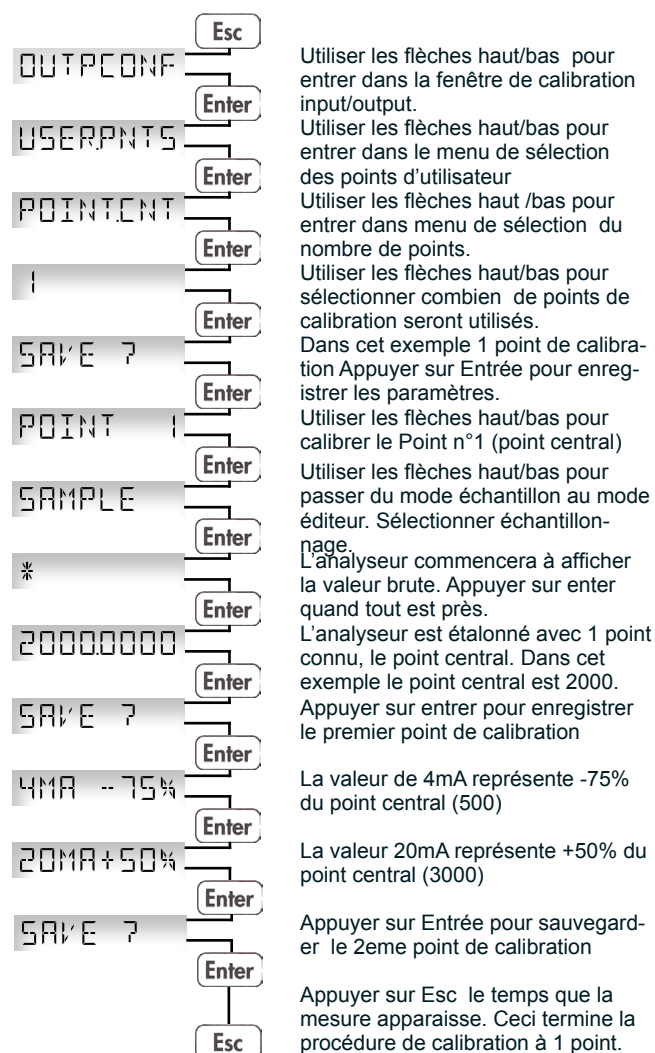 Esc
OUTPCONF
Utiliser les flèches haut/bas pour
entrer dans la fenêtre de calibration
input/output.
Enter
USER.PNTS
Utiliser les flèches haut/bas pour
entrer dans le menu de sélection
des points d'utilisateur
Enter
POINT.CNT
Utiliser les flèches haut /bas pour
entrer dans menu de sélection du
nombre de points.
Enter
1
Utiliser les flèches haut/bas pour
sélectionner combien de points de
calibration seront utilisés.
Enter
SAVE ?
Dans cet exemple 1 point de calibra-
tion Appuyer sur Entrée pour enreg-
istrer les paramètres.
Enter
POINT 1
Utiliser les flèches haut/bas pour
calibrer le Point n°1 (point central)
Enter
SAMPLE
Utiliser les flèches haut/bas pour
passer du mode échantillon au mode
éditeur. Sélectionner échantillon-
nage.
Enter
*
L'analyseur commencera à afficher
la valeur brute. Appuyer sur enter
quand tout est près.
Enter
2000.0000
L'analyseur est étalonné avec 1 point
connu, le point central. Dans cet
exemple le point central est 2000.
Enter
SAVE ?
Appuyer sur entrer pour enregistrer
le premier point de calibration
Enter
4MA -75%
La valeur de 4mA représente -75%
du point central (500)
Enter
20MA+50%
La valeur 20mA représente +50% du
point central (3000)
Enter
SAVE ?
Appuyer sur Entrée pour sauvegard-
er le 2eme point de calibration
Enter
Appuyer sur Esc le temps que la
mesure apparaisse. Ceci termine la
procédure de calibration à 1 point.
Esc